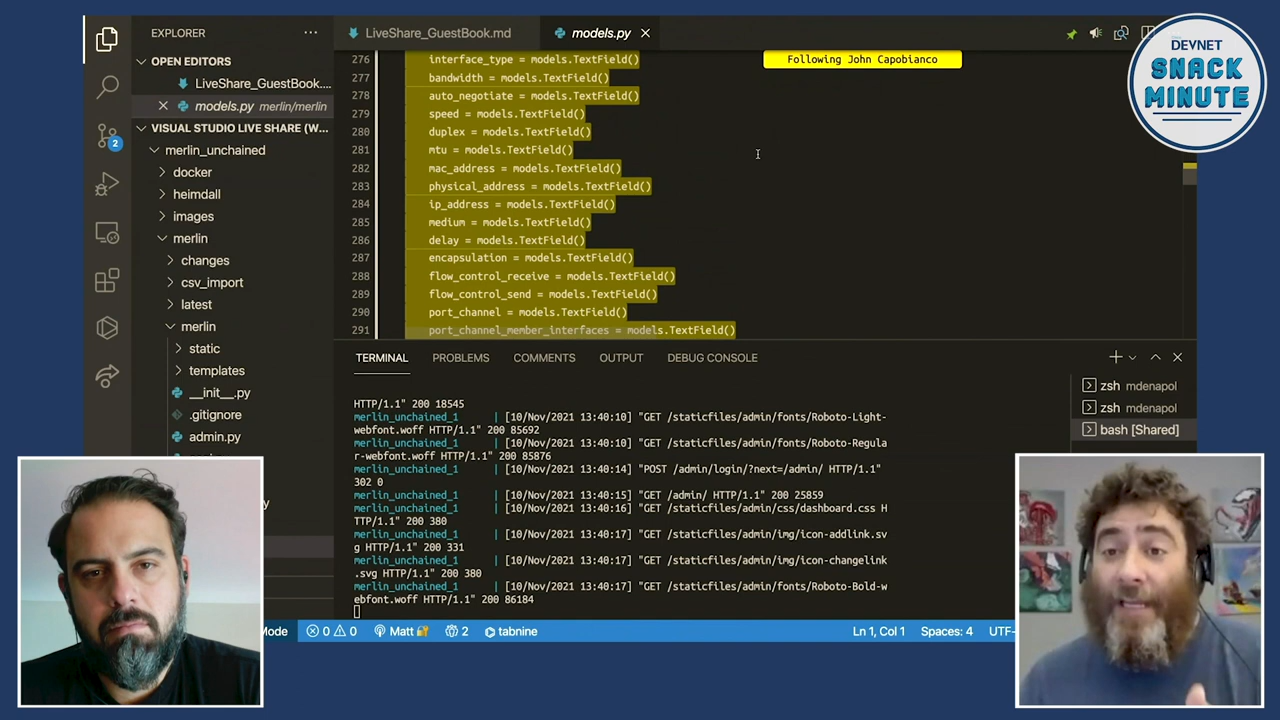 EXPLORER
OPEN EDITORS
LiveShare_GuestBook....
models.py merlin/merlin
VISUAL STUDIO LIVE SHARE (W...
merlin_unchained
docker
heimdall
images
merlin
changes
csv_import
latest
merlin
static
templates
__init__.py
.gitignore
admin.py
2
LiveShare_GuestBook.md
models.py
Following John Capobianco
DEVNET
SNACK
MINUTE
276 interface_type = models.TextField()
277 bandwidth = models.TextField()
278 auto_negotiate = models.TextField()
279 speed = models.TextField()
280 duplex = models.TextField()
281 mtu = models.TextField()
282 mac_address = models.TextField()
283 physical_address = models.TextField()
284 ip_address = models.TextField()
285 medium = models.TextField()
286 delay = models.TextField()
287 encapsulation = models.TextField()
288 flow_control_receive = models.TextField()
289 flow_control_send = models.TextField()
290 port_channel = models.TextField()
291 port_channel_member_interfaces = models.TextField()
TERMINAL PROBLEMS COMMENTS OUTPUT DEBUG CONSOLE
HTTP/1.1" 200 18545
merlin_unchained_1 | [10/Nov/2021 13:40:10] "GET /staticfiles/admin/fonts/Roboto-Light-
webfont.woff HTTP/1.1" 200 85692
merlin_unchained_1 | [10/Nov/2021 13:40:10] "GET /staticfiles/admin/fonts/Roboto-Regula
r-webfont.woff HTTP/1.1" 200 85876
merlin_unchained_1 | [10/Nov/2021 13:40:14] "POST /admin/login/?next=/admin/ HTTP/1.1"
302 0
merlin_unchained_1 | [10/Nov/2021 13:40:15] "GET /admin/ HTTP/1.1" 200 25859
merlin_unchained_1 | [10/Nov/2021 13:40:16] "GET /staticfiles/admin/css/dashboard.css H
TTP/1.1" 200 380
merlin_unchained_1 | [10/Nov/2021 13:40:17] "GET /staticfiles/admin/img/icon-addlink.sv
g HTTP/1.1" 200 331
merlin_unchained_1 | [10/Nov/2021 13:40:17] "GET /staticfiles/admin/img/icon-changelink
.svg HTTP/1.1" 200 380
merlin_unchained_1 | [10/Nov/2021 13:40:17] "GET /staticfiles/admin/fonts/Roboto-Bold-w
ebfont.woff HTTP/1.1" 200 86184
zsh mdenapol
zsh mdenapol
bash [Shared]
Mode 0 0 Matt 2 tabnine Ln 1, Col 1 Spaces: 4 UTF-